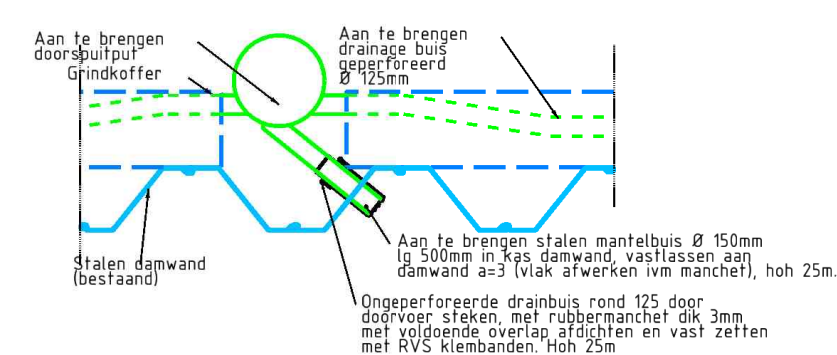 Aan te brengen
doorspuitput
Grindkoffer
Aan te brengen
drainage buis
geperforeerd
Ø 125mm
Stalen damwand
(bestaand)
Aan te brengen stalen mantelbuis Ø 150mm
lg 500mm in kas damwand, vastlassen aan
damwand a=3 (vlak afwerken ivm manchet), hoh 25m.
Ongeperforeerde drainbuis rond 125 door
doorvoer steken, met rubbermanchet dik 3mm
met voldoende overlap afdichten en vast zetten
met RVS klembanden. Hoh 25m